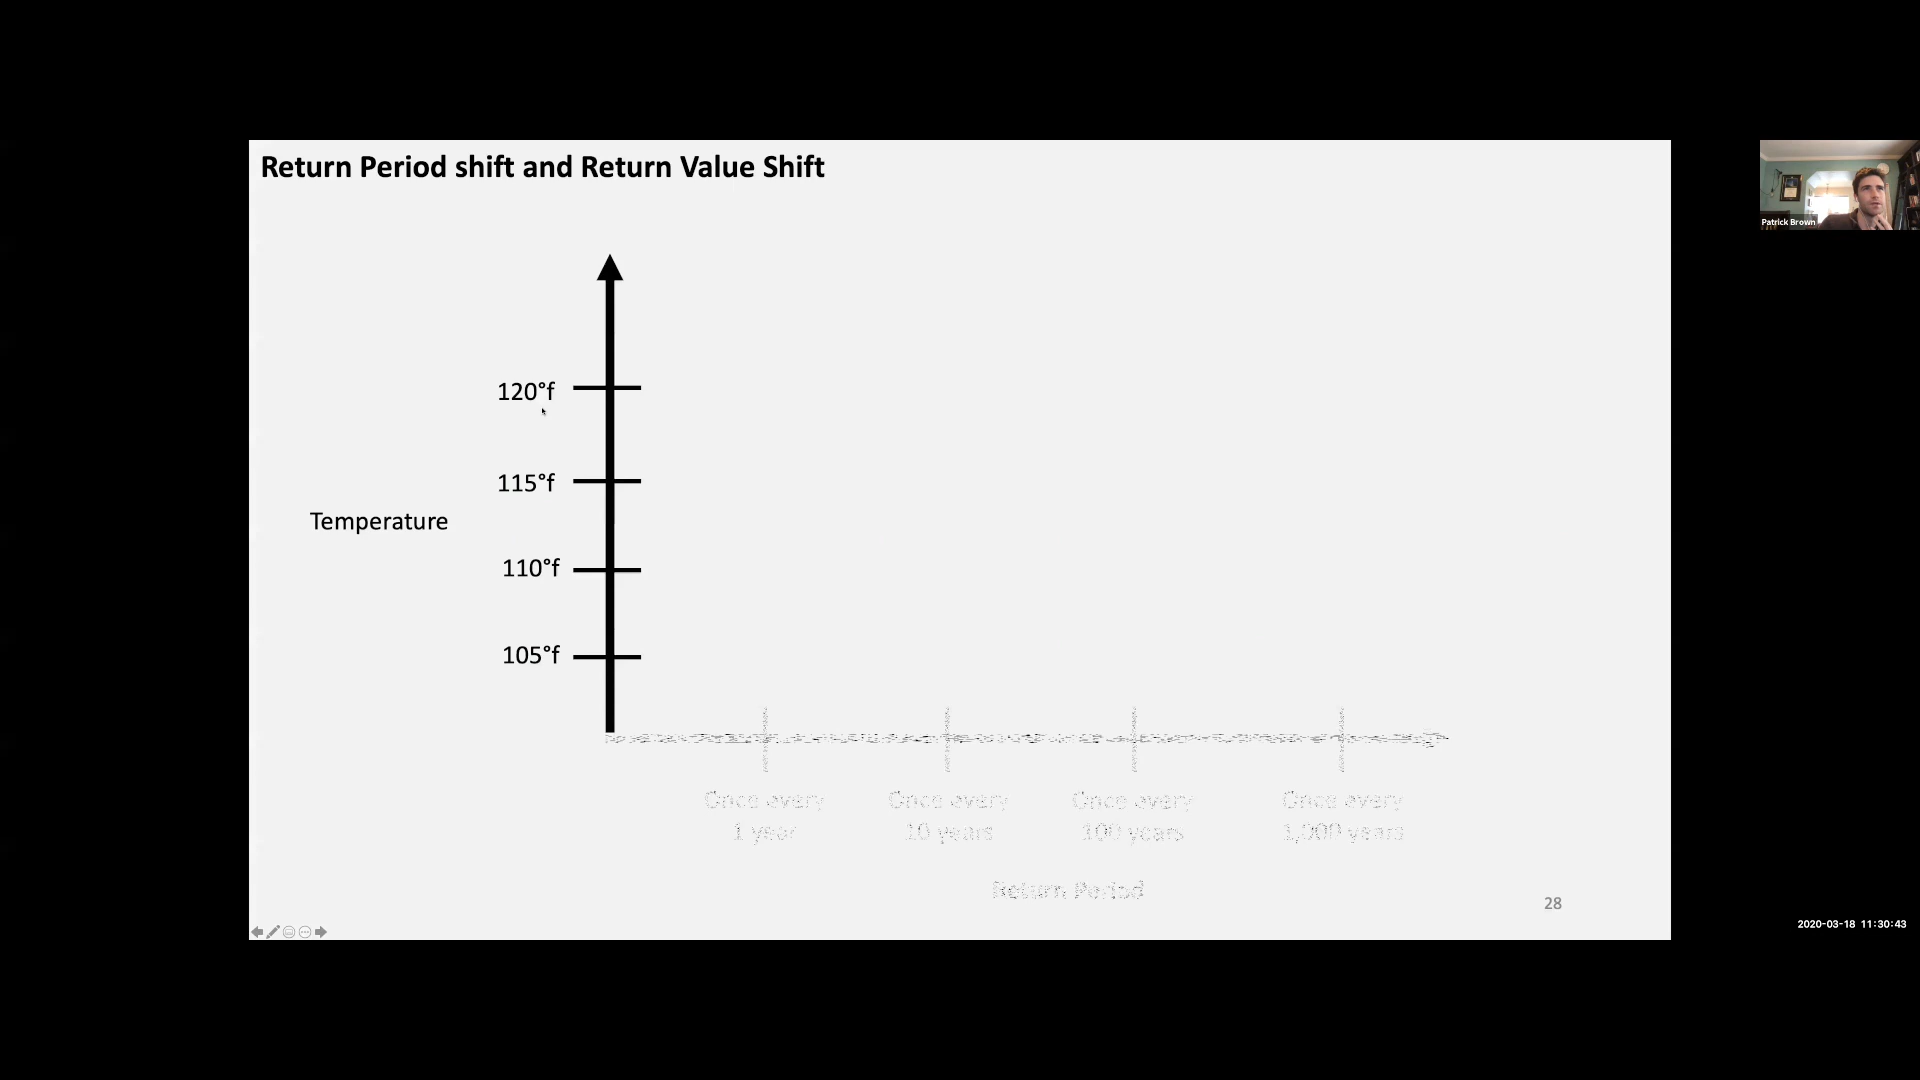 Return Period shift and Return Value Shift
Patrick Brown
120°f
115°f
Temperature
110°f
105°f
Once every
1 year
Once every
10 years
Once every
100 years
Once every
1,000 years
Return Period
28
2020-03-18 11:30:43